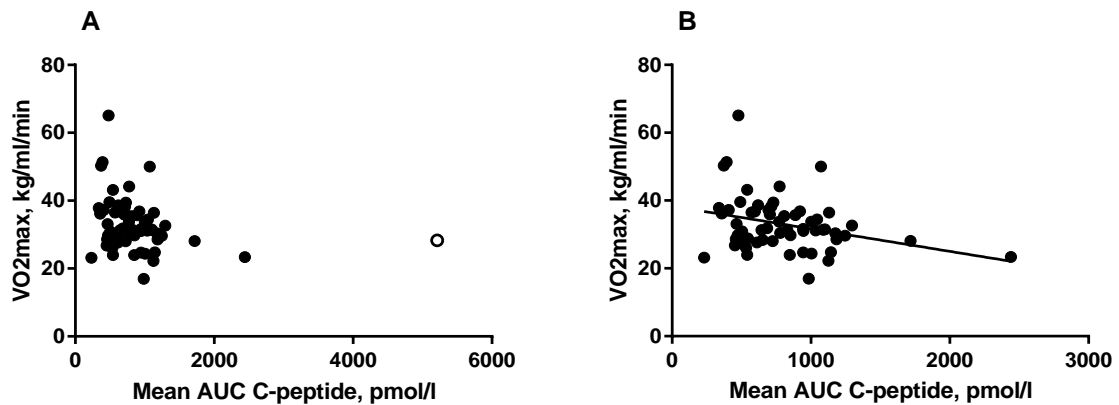 A
VO2max, kg/ml/min
80
60
40
20
0
0 2000 4000 6000
Mean AUC C-peptide, pmol/l
B
VO2max, kg/ml/min
80
60
40
20
0
0 1000 2000 3000
Mean AUC C-peptide, pmol/l